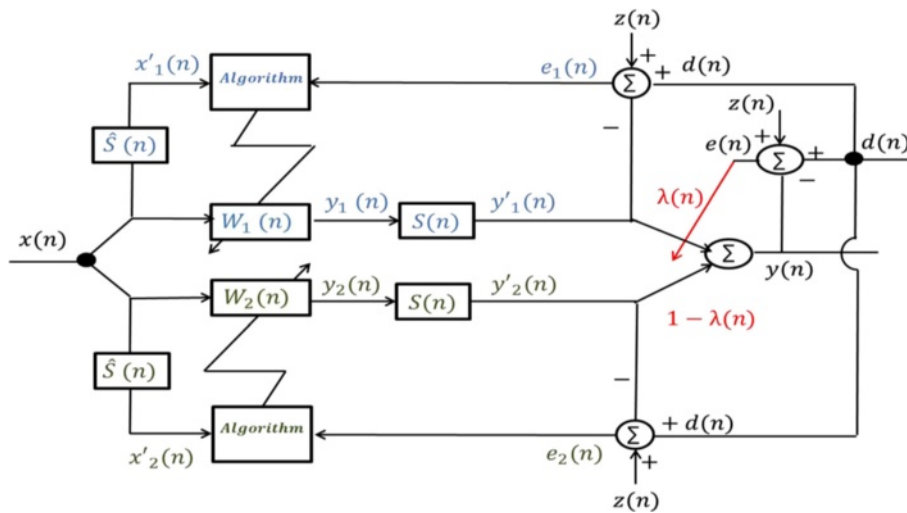 z(n)
x'₁(n)
Algorithm
e₁(n)
Σ
+
+ d(n)
z(n)
−
Ŝ (n)
e(n)
+
Σ
+
d(n)
−
λ(n)
x(n)
W₁ (n)
y₁ (n)
S(n)
y'₁(n)
Σ
y(n)
W₂(n)
y₂(n)
S(n)
y'₂(n)
1 − λ(n)
Ŝ (n)
−
Algorithm
x'₂(n)
e₂(n)
Σ
+ d(n)
+
z(n)